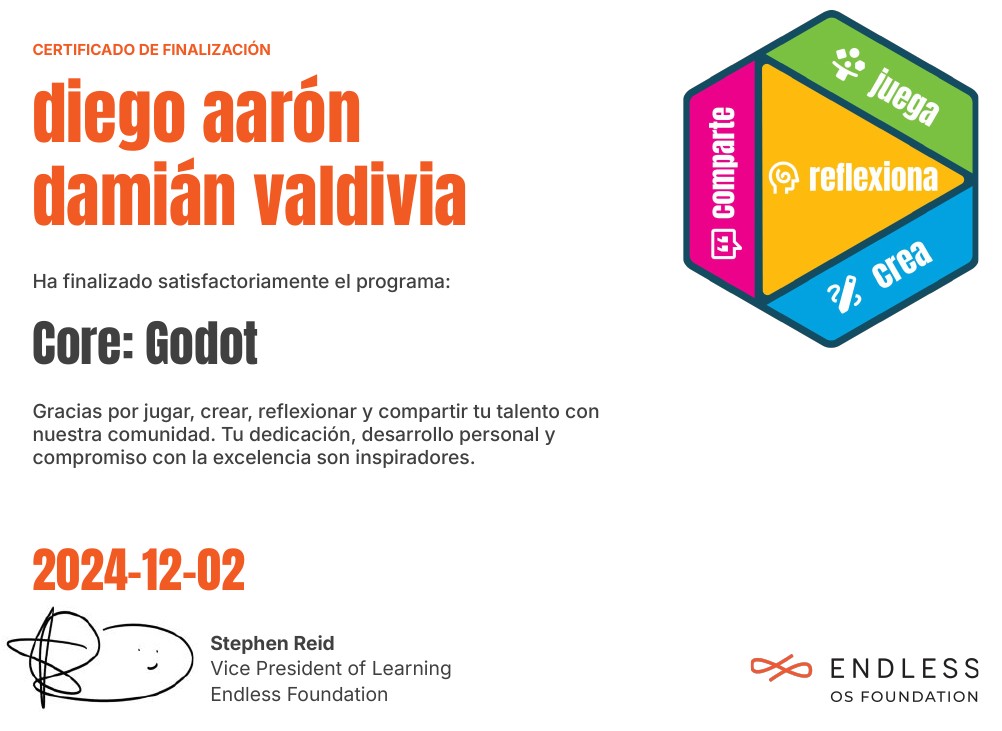 CERTIFICADO DE FINALIZACIÓN
diego aarón
damián valdivia
Ha finalizado satisfactoriamente el programa:
Core: Godot
Gracias por jugar, crear, reflexionar y compartir tu talento con
nuestra comunidad. Tu dedicación, desarrollo personal y
compromiso con la excelencia son inspiradores.
2024-12-02
Stephen Reid
Vice President of Learning
Endless Foundation
juega
comparte
reflexiona
crea
ENDLESS
OS FOUNDATION